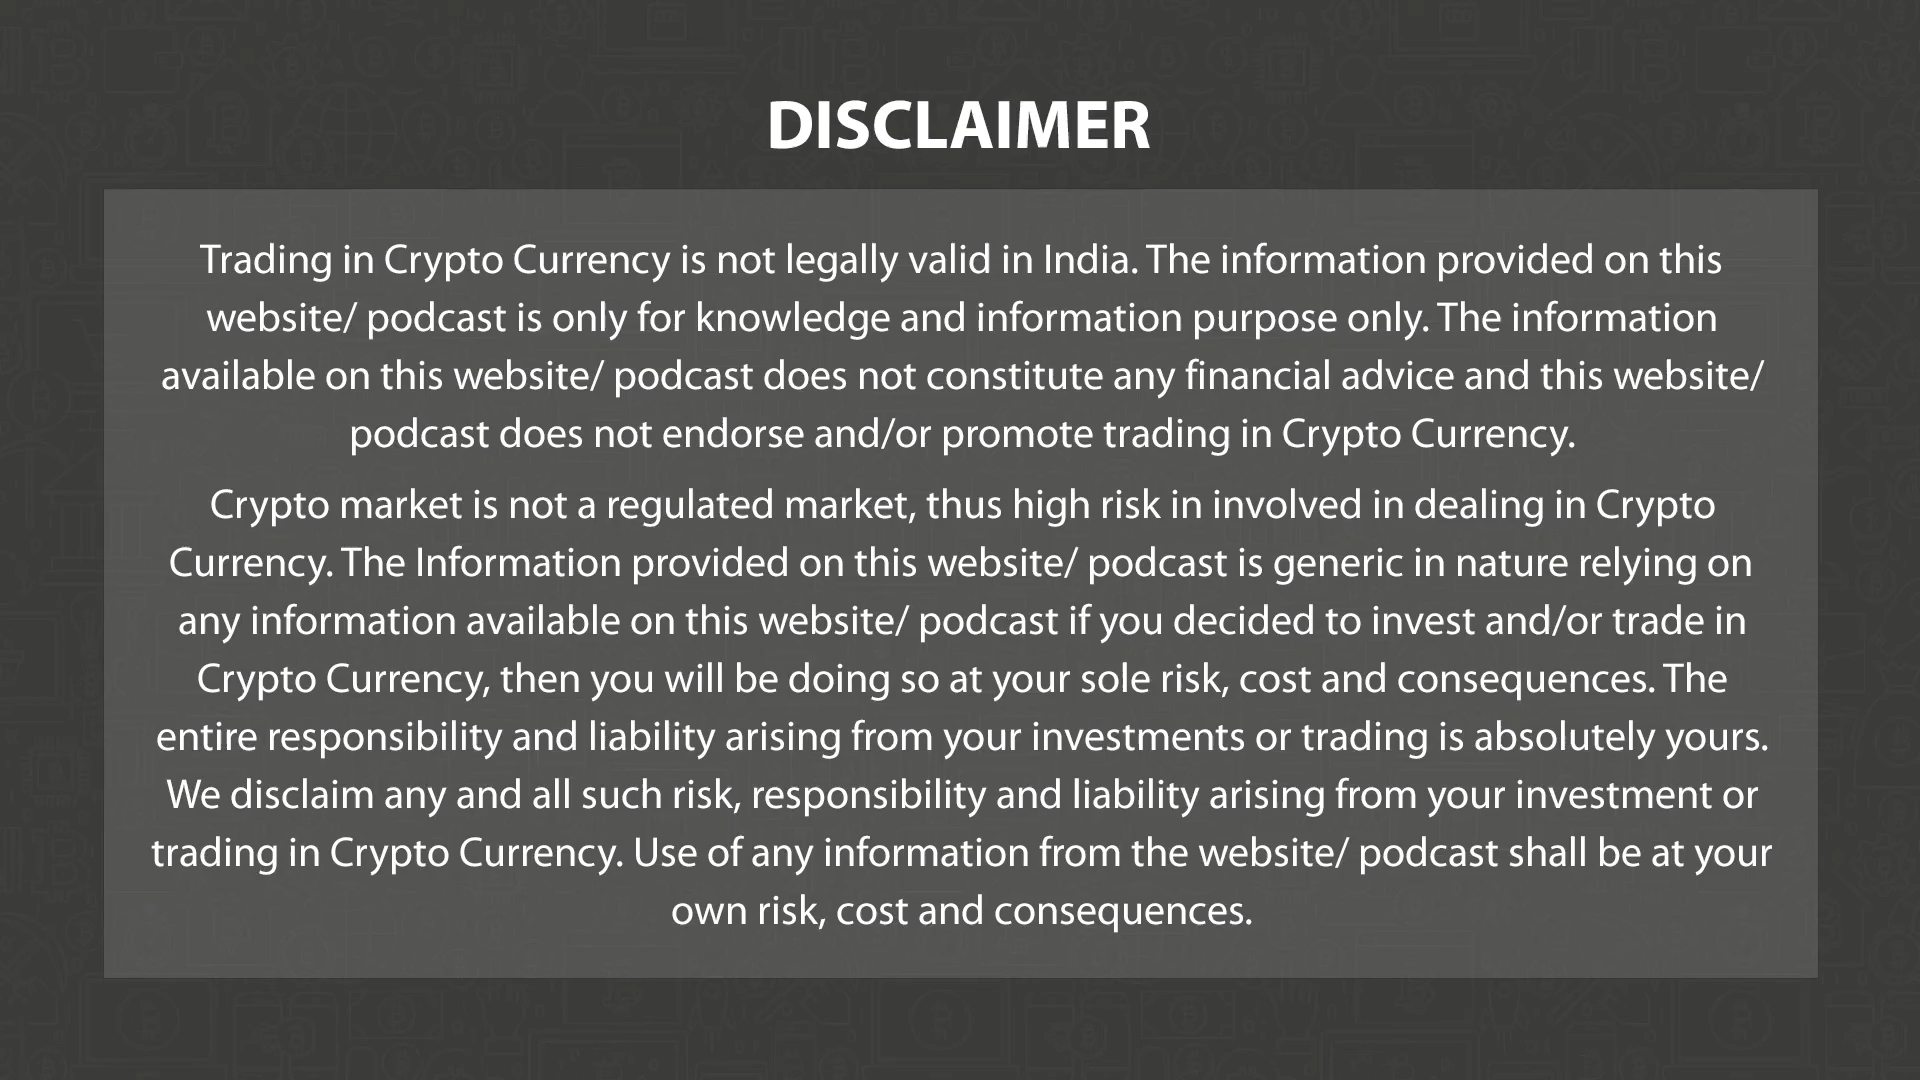 DISCLAIMER
Trading in Crypto Currency is not legally valid in India. The information provided on this
website/ podcast is only for knowledge and information purpose only. The information
available on this website/ podcast does not constitute any financial advice and this website/
podcast does not endorse and/or promote trading in Crypto Currency.
Crypto market is not a regulated market, thus high risk in involved in dealing in Crypto
Currency. The Information provided on this website/ podcast is generic in nature relying on
any information available on this website/ podcast if you decided to invest and/or trade in
Crypto Currency, then you will be doing so at your sole risk, cost and consequences. The
entire responsibility and liability arising from your investments or trading is absolutely yours.
We disclaim any and all such risk, responsibility and liability arising from your investment or
trading in Crypto Currency. Use of any information from the website/ podcast shall be at your
own risk, cost and consequences.